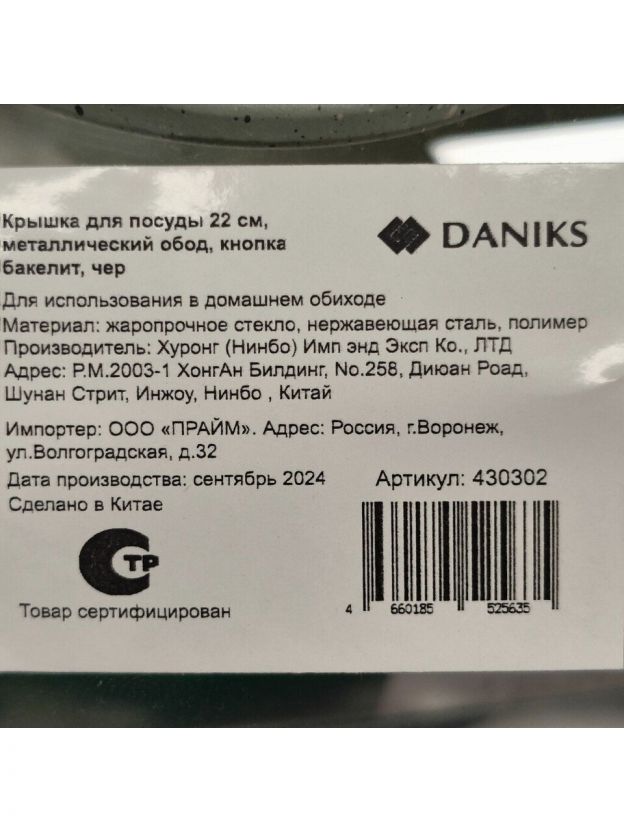 Крышка для посуды 22 см,
металлический обод, кнопка
бакелит, чер
DANIKS
Для использования в домашнем обиходе
Материал: жаропрочное стекло, нержавеющая сталь, полимер
Производитель: Хуронг (Нинбо) Имп энд Эксп Ко., ЛТД
Адрес: Р.М.2003-1 ХонгАн Билдинг, No.258, Диюан Роад,
Шунан Стрит, Инжоу, Нинбо , Китай
Импортер: ООО «ПРАЙМ». Адрес: Россия, г.Воронеж,
ул.Волгоградская, д.32
Дата производства: сентябрь 2024
Артикул: 430302
Сделано в Китае
ТР
Товар сертифицирован
4 660185 525635